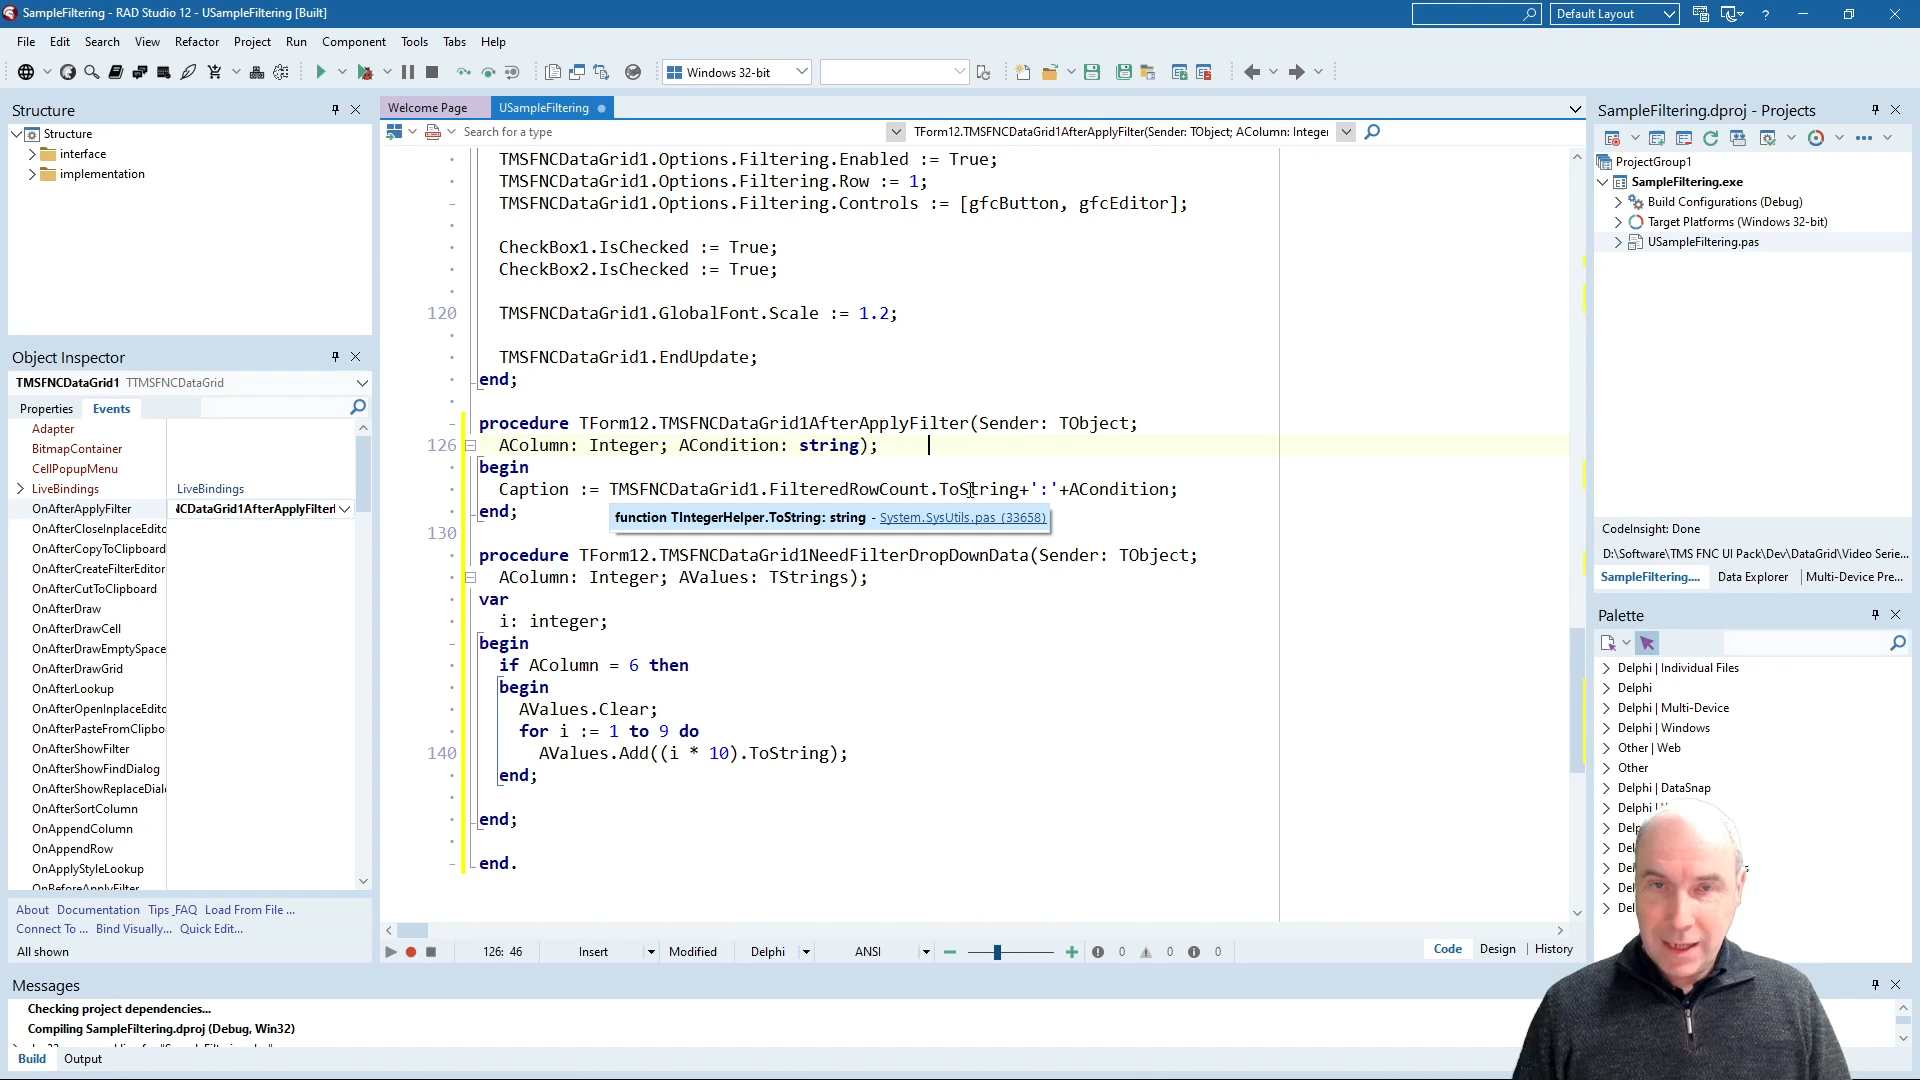 SampleFiltering - RAD Studio 12 - USampleFiltering [Built]
Default Layout
File Edit Search View Refactor Project Run Component Tools Tabs Help
Windows 32-bit
Structure
Structure
interface
implementation
Object Inspector
TMSFNCDataGrid1 TTMSFNCDataGrid
Properties Events
Adapter
BitmapContainer
CellPopupMenu
LiveBindings LiveBindings
OnAfterApplyFilter NCDataGrid1AfterApplyFilter
OnAfterCloseInplaceEdito
OnAfterCopyToClipboard
OnAfterCreateFilterEditor
OnAfterCutToClipboard
OnAfterDraw
OnAfterDrawCell
OnAfterDrawEmptySpace
OnAfterDrawGrid
OnAfterLookup
OnAfterOpenInplaceEdito
OnAfterPasteFromClipboa
OnAfterShowFilter
OnAfterShowFindDialog
OnAfterShowReplaceDialo
OnAfterSortColumn
OnAppendColumn
OnAppendRow
OnApplyStyleLookup
OnBeforeApplyFilter
About Documentation Tips_FAQ Load From File ...
Connect To ... Bind Visually... Quick Edit...
All shown
Welcome Page USampleFiltering
Search for a type
TForm12.TMSFNCDataGrid1AfterApplyFilter(Sender: TObject; AColumn: Integer
TMSFNCDataGrid1.Options.Filtering.Enabled := True;
TMSFNCDataGrid1.Options.Filtering.Row := 1;
TMSFNCDataGrid1.Options.Filtering.Controls := [gfcButton, gfcEditor];
CheckBox1.IsChecked := True;
CheckBox2.IsChecked := True;
120 TMSFNCDataGrid1.GlobalFont.Scale := 1.2;
TMSFNCDataGrid1.EndUpdate;
end;
procedure TForm12.TMSFNCDataGrid1AfterApplyFilter(Sender: TObject;
126 AColumn: Integer; ACondition: string);
begin
Caption := TMSFNCDataGrid1.FilteredRowCount.ToString+':'+ACondition;
end;
function TIntegerHelper.ToString: string - System.SysUtils.pas (33658)
130
procedure TForm12.TMSFNCDataGrid1NeedFilterDropDownData(Sender: TObject;
AColumn: Integer; AValues: TStrings);
var
i: integer;
begin
if AColumn = 6 then
begin
AValues.Clear;
for i := 1 to 9 do
140 AValues.Add((i * 10).ToString);
end;
end;
end.
126: 46 Insert Modified Delphi ANSI 0 0 0
Code Design History
SampleFiltering.dproj - Projects
ProjectGroup1
SampleFiltering.exe
Build Configurations (Debug)
Target Platforms (Windows 32-bit)
USampleFiltering.pas
CodeInsight: Done
D:\Software\TMS FNC UI Pack\Dev\DataGrid\Video Serie...
SampleFiltering.... Data Explorer Multi-Device Pre...
Palette
Delphi | Individual Files
Delphi
Delphi | Multi-Device
Delphi | Windows
Other | Web
Other
Delphi | DataSnap
Delphi
Del
Del
Del
Del
Messages
Checking project dependencies...
Compiling SampleFiltering.dproj (Debug, Win32)
Build Output